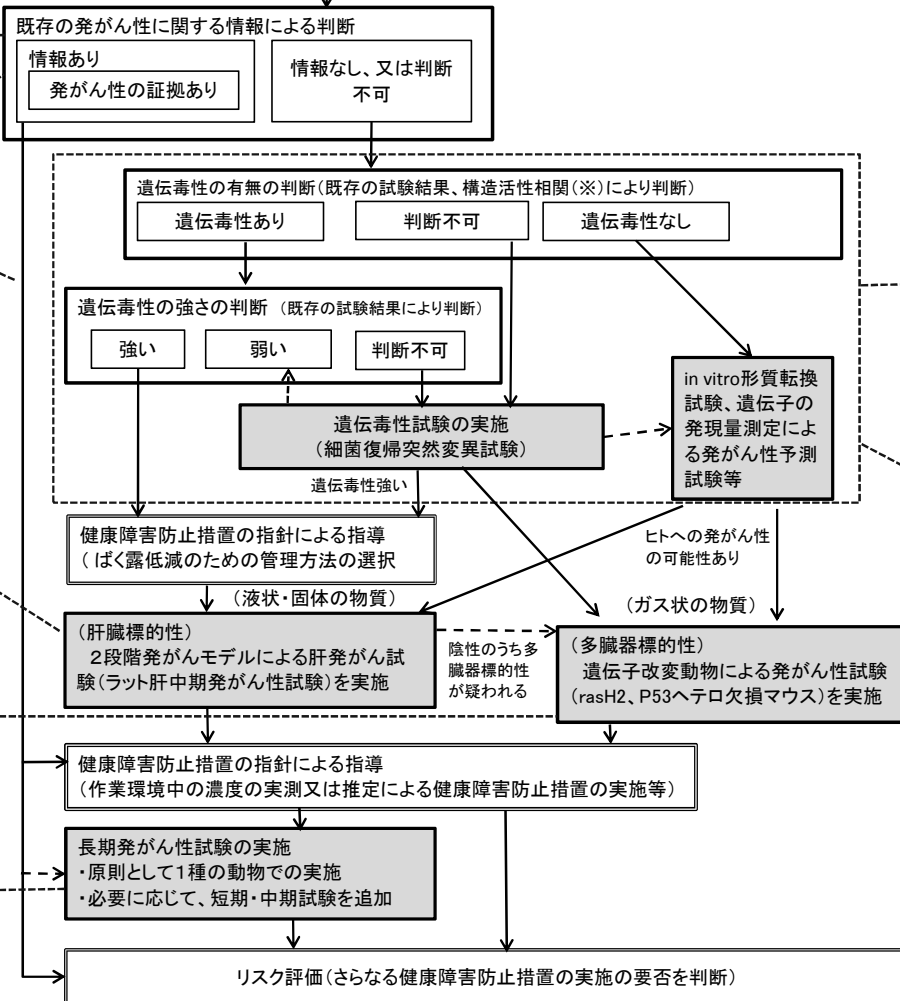 既存の発がん性に関する情報による判断
情報あり
発がん性の証拠あり
情報なし、又は判断
不可
遺伝毒性の有無の判断(既存の試験結果、構造活性相関(※)により判断)
遺伝毒性あり
判断不可
遺伝毒性なし
遺伝毒性の強さの判断 (既存の試験結果により判断)
強い
弱い
判断不可
in vitro形質転換
試験、遺伝子の
発現量測定によ
る発がん性予測
試験等
遺伝毒性試験の実施
(細菌復帰突然変異試験)
遺伝毒性強い
健康障害防止措置の指針による指導
(ばく露低減のための管理方法の選択
ヒトへの発がん性
の可能性あり
(液状・固体の物質)
(ガス状の物質)
(肝臓標的性)
2段階発がんモデルによる肝発がん試
験(ラット肝中期発がん性試験)を実施
陰性のうち多
臓器標的性
が疑われる
(多臓器標的性)
遺伝子改変動物による発がん性試験
(rasH2、P53ヘテロ欠損マウス)を実施
健康障害防止措置の指針による指導
(作業環境中の濃度の実測又は推定による健康障害防止措置の実施等)
長期発がん性試験の実施
・原則として1種の動物での実施
・必要に応じて、短期・中期試験を追加
リスク評価(さらなる健康障害防止措置の実施の要否を判断)